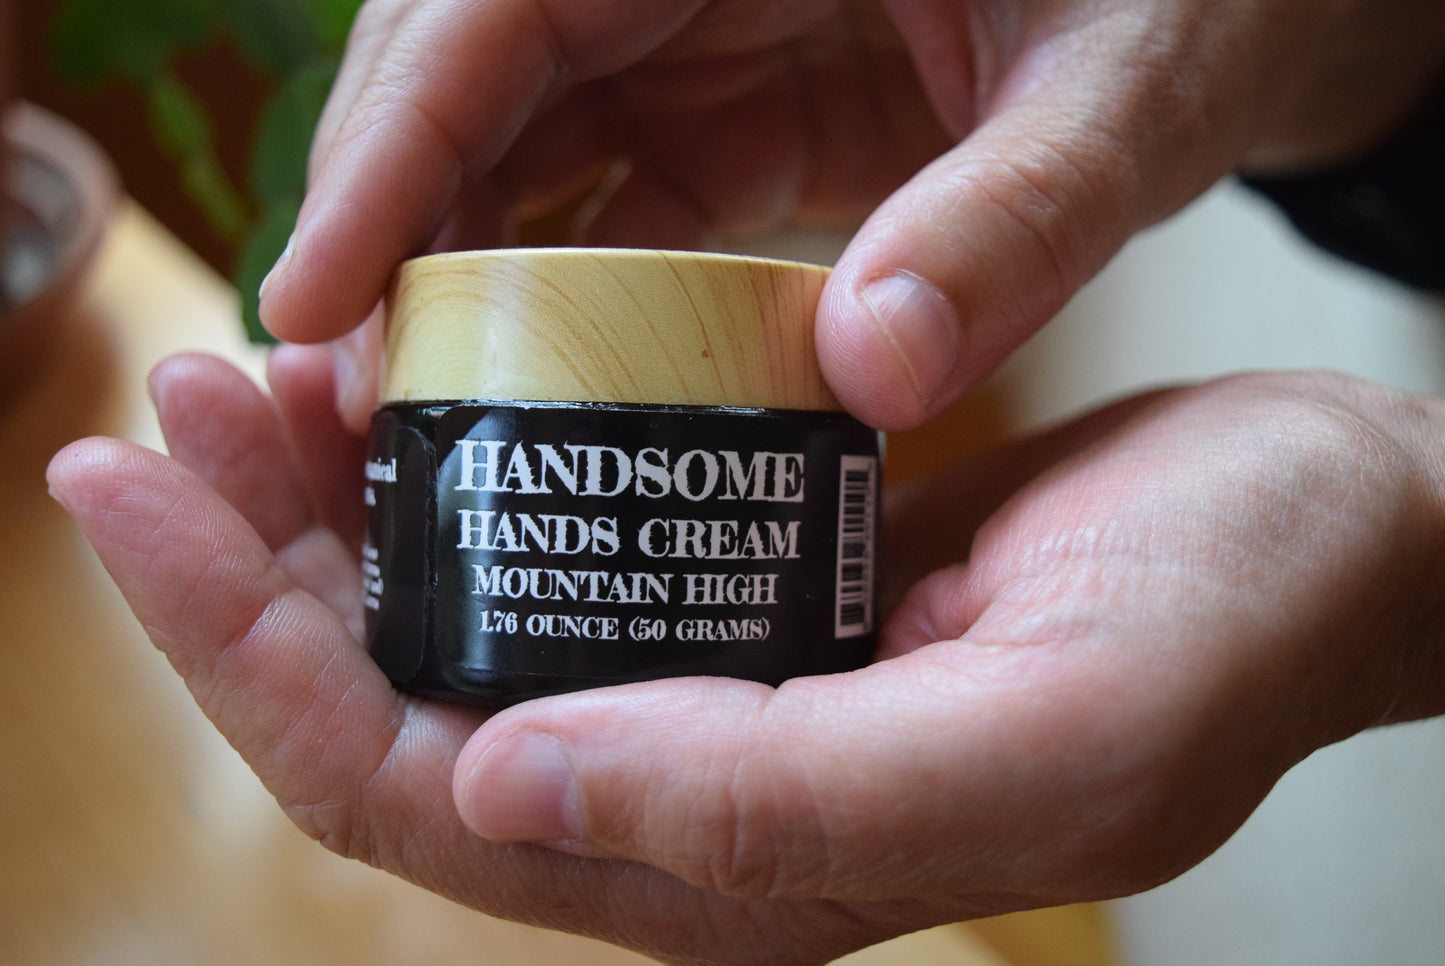 HANDSOME
HANDS CREAM
MOUNTAIN HIGH
1.76 OUNCE (50 GRAMS)